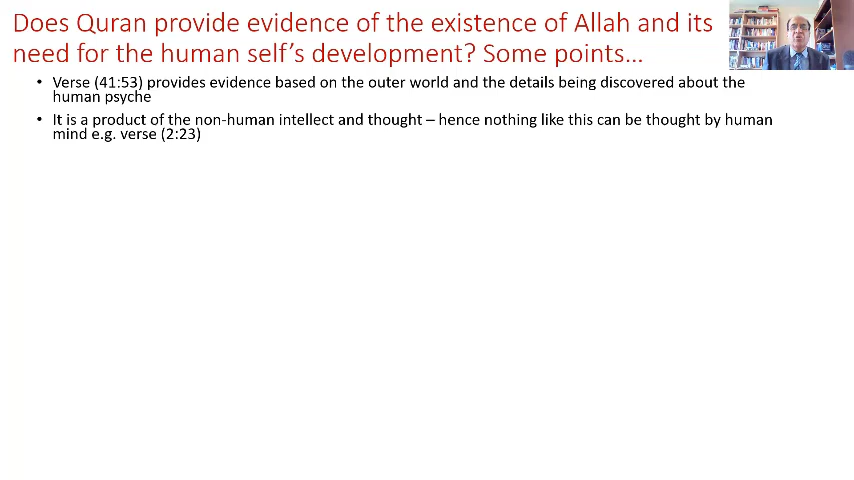 Does Quran provide evidence of the existence of Allah and its
need for the human self's development? Some points…
• Verse (41:53) provides evidence based on the outer world and the details being discovered about the
human psyche
• It is a product of the non-human intellect and thought – hence nothing like this can be thought by human
mind e.g. verse (2:23)